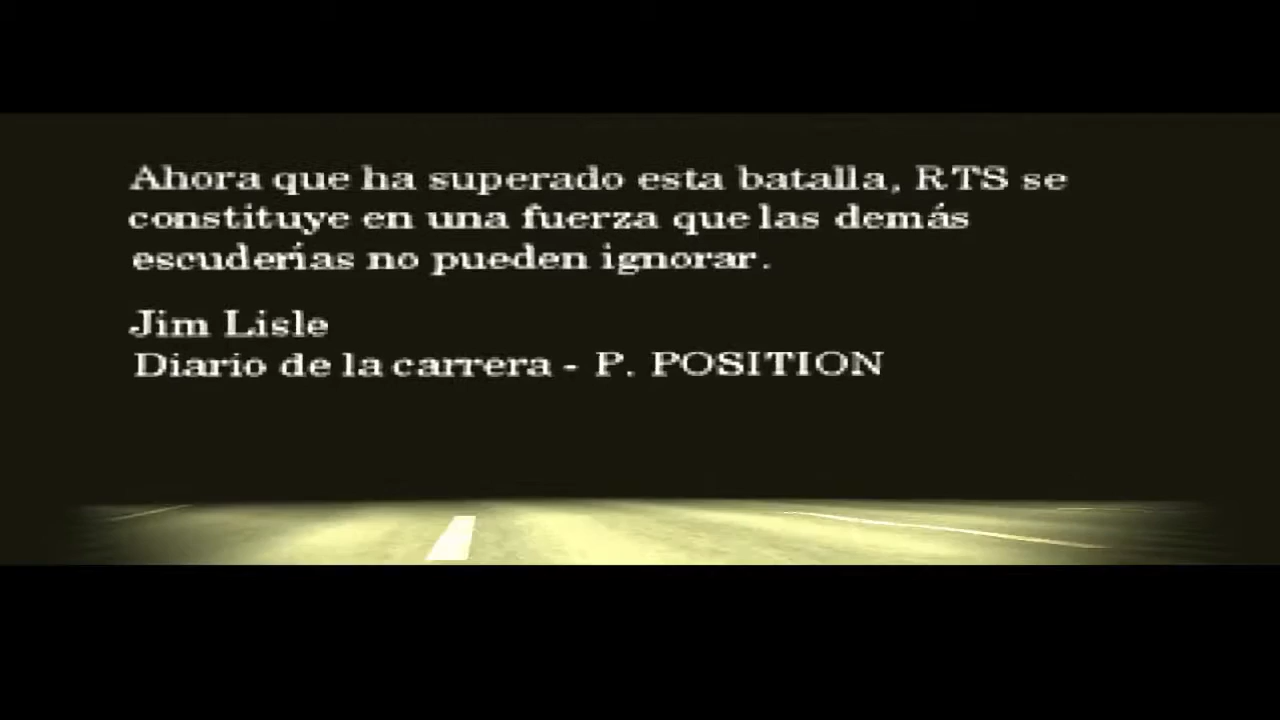 Ahora que ha superado esta batalla, RTS se
constituye en una fuerza que las demás
escuderías no pueden ignorar.
Jim Lisle
Diario de la carrera - P. POSITION